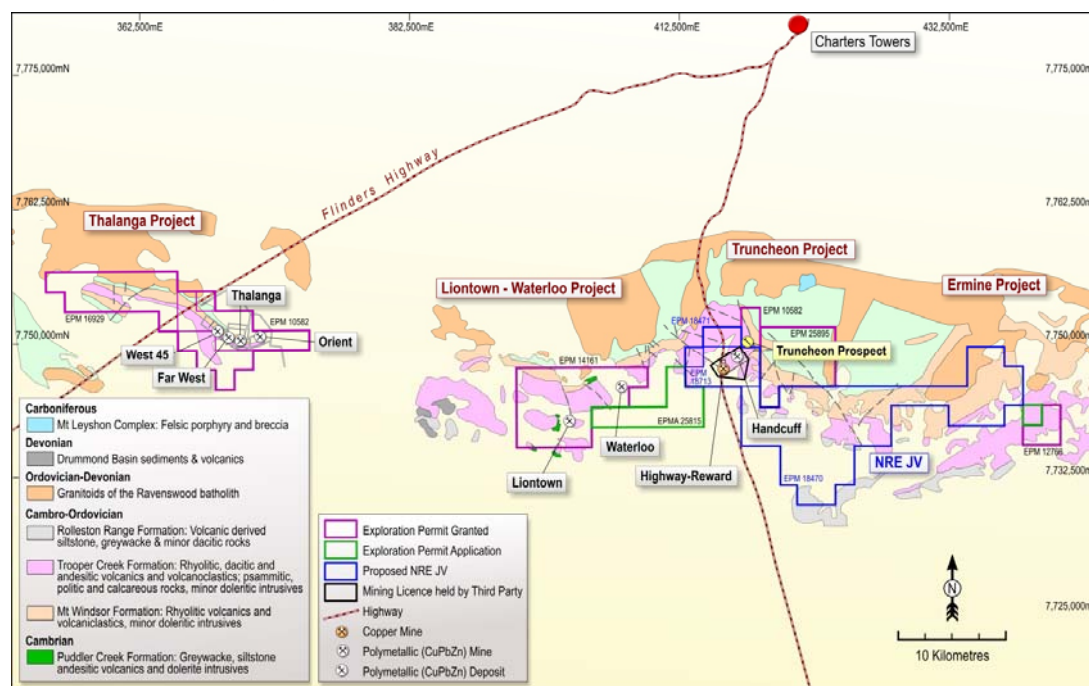 362,500mE
382,500mE
412,500mE
432,500mE
Charters Towers
7,775,000mN
7,775,000mN
Flinders Highway
7,762,500mN
7,762,500mN
Thalanga Project
Truncheon Project
Liontown - Waterloo Project
Ermine Project
EPM 16929
Thalanga
EPM 10582
7,750,000mN
Orient
West 45
Far West
EPM 18471
EPM 10582
EPM 25895
7,750,000mN
Truncheon Prospect
EPM 14161
EPM
15713
EPMA 25815
Handcuff
Waterloo
Liontown
Highway-Reward
NRE JV
EPM 12766
EPM 18470
7,732,500mN
7,732,500mN
7,716,500mN
Carboniferous
Mt Leyshon Complex: Felsic porphyry and breccia
Devonian
Drummond Basin sediments & volcanics
Ordovician-Devonian
Granitoids of the Ravenswood batholith
Cambro-Ordovician
Rolleston Range Formation: Volcanic derived
siltstone, greywacke & minor dacitic rocks
Trooper Creek Formation: Rhyolitic, dacitic and
andesitic volcanics and volcanoclastics; psammitic,
politic and calcareous rocks, minor doleritic intrusives
Mt Windsor Formation: Rhyolitic volcanics and
volcaniclastics, minor doleritic intrusives
Cambrian
Puddler Creek Formation: Greywacke, siltstone
andesitic volcanics and dolerite intrusives
Exploration Permit Granted
Exploration Permit Application
Proposed NRE JV
Mining Licence held by Third Party
Highway
Copper Mine
Polymetallic (CuPbZn) Mine
Polymetallic (CuPbZn) Deposit
N
10 Kilometres